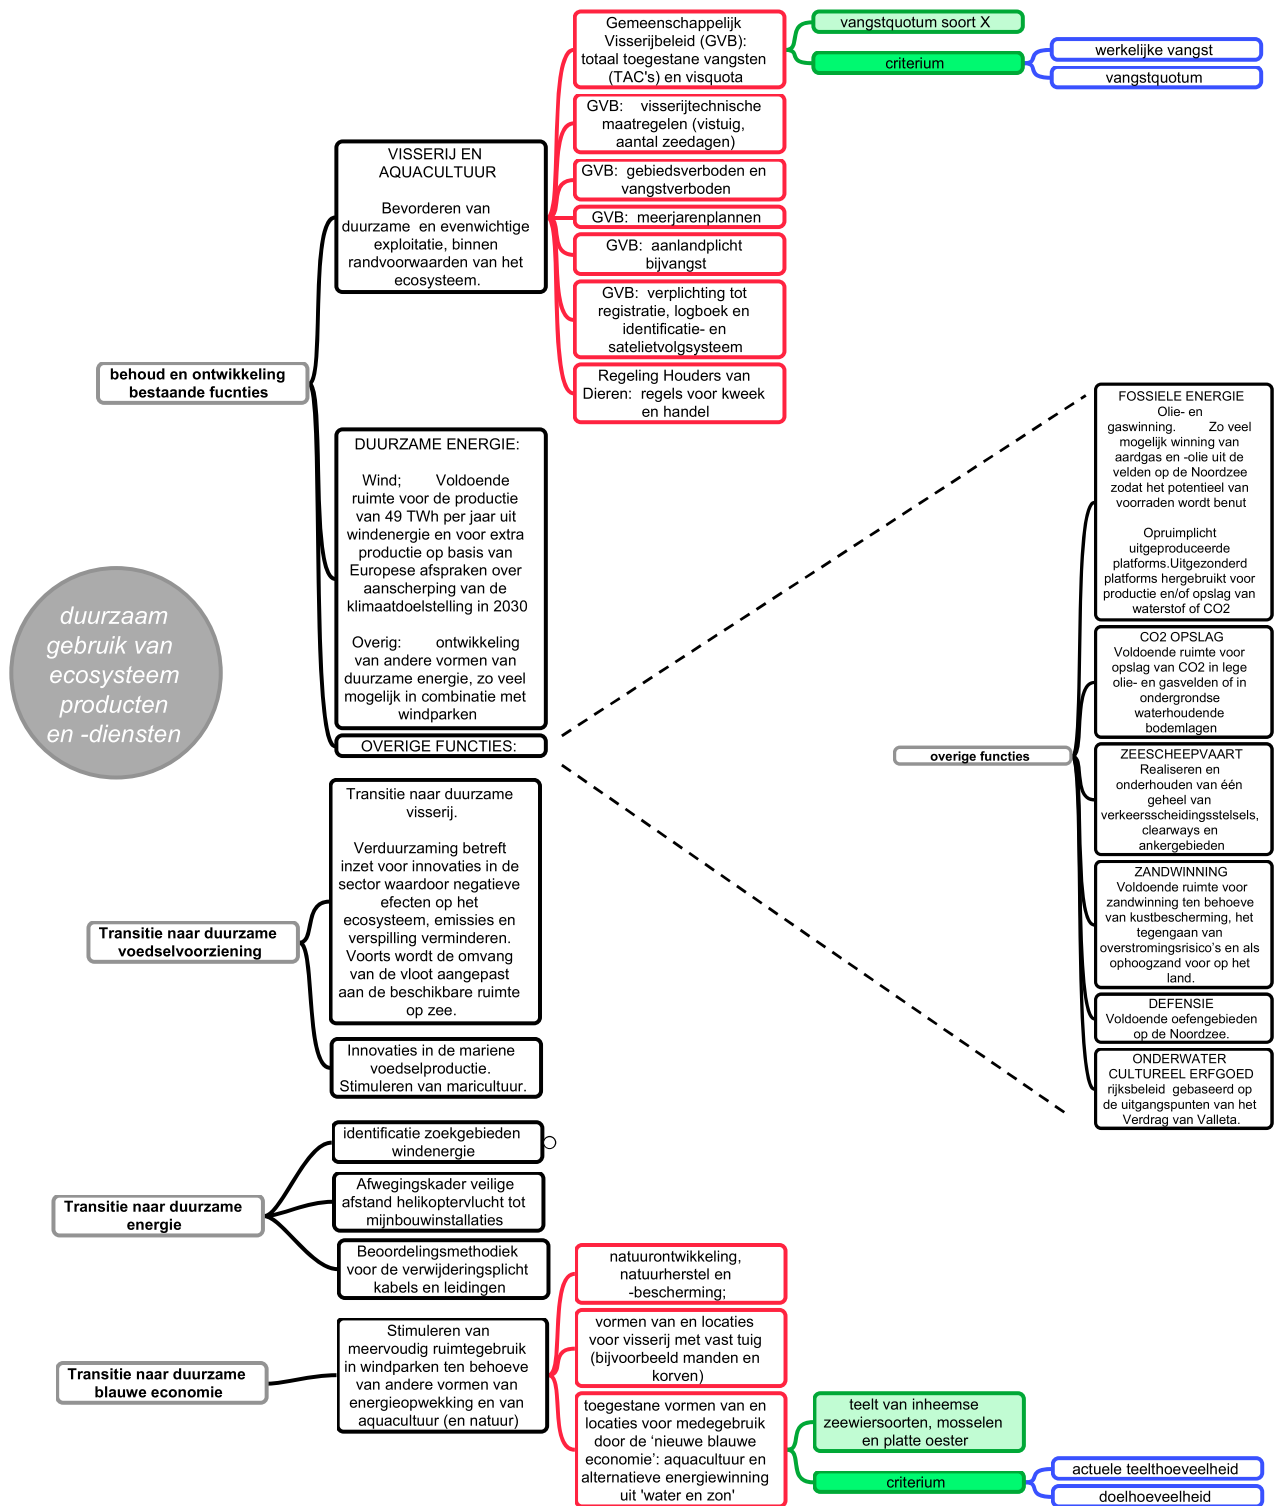 duurzaam
gebruik van
ecosysteem
producten
en -diensten
behoud en ontwikkeling
bestaande fucnties
VISSERIJ EN
AQUACULTUUR
Bevorderen van
duurzame en evenwichtige
exploitatie, binnen
randvoorwaarden van het
ecosysteem.
Gemeenschappelijk
Visserijbeleid (GVB):
totaal toegestane vangsten
(TAC's) en visquota
vangstquotum soort X
criterium
werkelijke vangst
vangstquotum
GVB: visserijtechnische
maatregelen (vistuig,
aantal zeedagen)
GVB: gebiedsverboden en
vangstverboden
GVB: meerjarenplannen
GVB: aanlandplicht
bijvangst
GVB: verplichting tot
registratie, logboek en
identificatie- en
satelietvolgsysteem
Regeling Houders van
Dieren: regels voor kweek
en handel
DUURZAME ENERGIE:
Wind; Voldoende
ruimte voor de productie
van 49 TWh per jaar uit
windenergie en voor extra
productie op basis van
Europese afspraken over
aanscherping van de
klimaatdoelstelling in 2030
Overig: ontwikkeling
van andere vormen van
duurzame energie, zo veel
mogelijk in combinatie met
windparken
OVERIGE FUNCTIES:
overige functies
FOSSIELE ENERGIE
Olie- en
gaswinning. Zo veel
mogelijk winning van
aardgas en -olie uit de
velden op de Noordzee
zodat het potentieel van
voorraden wordt benut
Opruimplicht
uitgeproduceerde
platforms.Uitgezonderd
platforms hergebruikt voor
productie en/of opslag van
waterstof of CO2
CO2 OPSLAG
Voldoende ruimte voor
opslag van CO2 in lege
olie- en gasvelden of in
ondergrondse
waterhoudende
bodemlagen
ZEESCHEEPVAART
Realiseren en
onderhouden van één
geheel van
verkeersscheidingsstelsels,
clearways en
ankergebieden
ZANDWINNING
Voldoende ruimte voor
zandwinning ten behoeve
van kustbescherming, het
tegengaan van
overstromingsrisico's en als
ophoogzand voor op het
land.
DEFENSIE
Voldoende oefengebieden
op de Noordzee.
ONDERWATER
CULTUREEL ERFGOED
rijksbeleid gebaseerd op
de uitgangspunten van het
Verdrag van Valleta.
Transitie naar duurzame
voedselvoorziening
Transitie naar duurzame
visserij.
Verduurzaming betreft
inzet voor innovaties in de
sector waardoor negatieve
efecten op het
ecosysteem, emissies en
verspilling verminderen.
Voorts wordt de omvang
van de vloot aangepast
aan de beschikbare ruimte
op zee.
Innovaties in de mariene
voedselproductie.
Stimuleren van maricultuur.
Transitie naar duurzame
energie
identificatie zoekgebieden
windenergie
Afwegingskader veilige
afstand helikoptervlucht tot
mijnbouwinstallaties
Beoordelingsmethodiek
voor de verwijderingsplicht
kabels en leidingen
Transitie naar duurzame
blauwe economie
Stimuleren van
meervoudig ruimtegebruik
in windparken ten behoeve
van andere vormen van
energieopwekking en van
aquacultuur (en natuur)
natuurontwikkeling,
natuurherstel en
-bescherming;
vormen van en locaties
voor visserij met vast tuig
(bijvoorbeeld manden en
korven)
toegestane vormen van en
locaties voor medegebruik
door de ‘nieuwe blauwe
economie’: aquacultuur en
alternatieve energiewinning
uit 'water en zon'
teelt van inheemse
zeewiersoorten, mosselen
en platte oester
criterium
actuele teelthoeveelheid
doelhoeveelheid